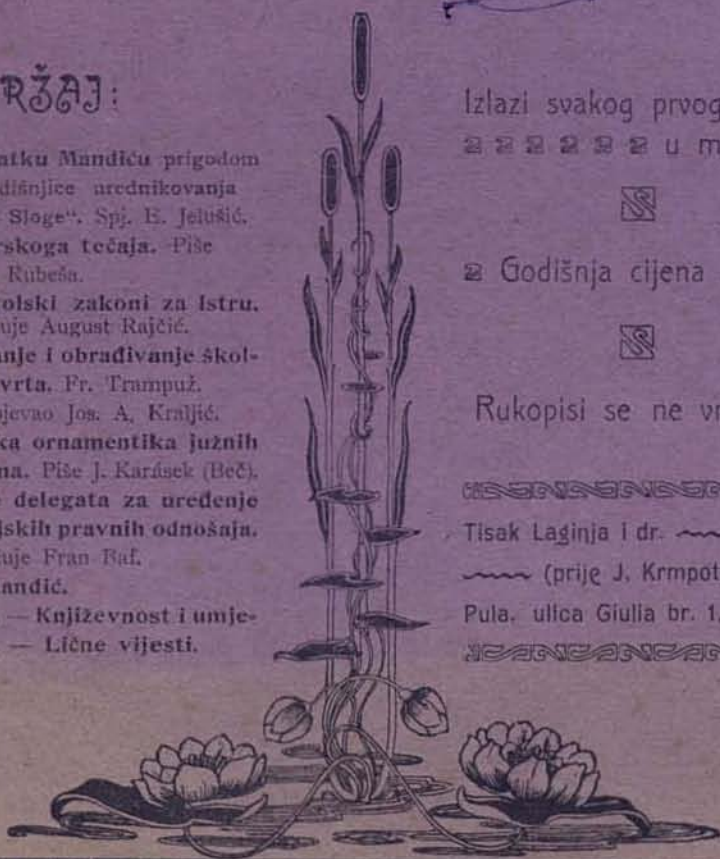 RŽAJ:
atku Mandiću prigodom
dišnjice urednikovanja
Sloge“. Spj. E. Jelušić.
rskoga tečaja. Piše
Rubeša.
olski zakoni za Istru.
uje August Rajčić.
anje i obrađivanje škol-
vrta. Fr. Trampuž.
ojevao Jos. A. Kraljić.
ka ornamentika južnih
na. Piše J. Karásek (Beč).
delegata za uređenje
jskih pravnih odnošaja.
uje Fran Baf.
andić.
— Književnost i umje-
— Lične vijesti.
Izlazi svakog prvog
u m
Godišnja cijena
Rukopisi se ne vr
Tisak Laginja i dr.
(prije J. Krmpot
Pula, ulica Giulia br. 1.